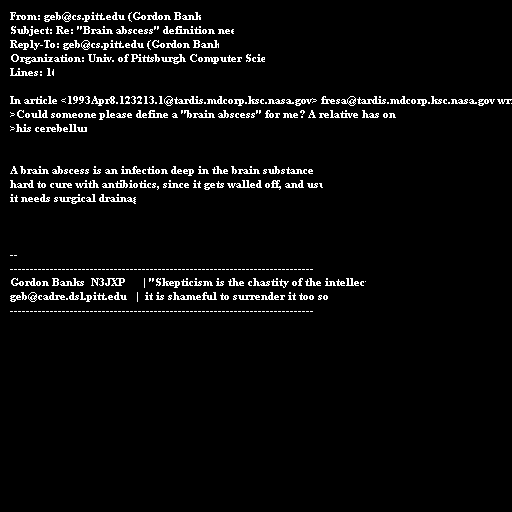 From: geb@cs.pitt.edu (Gordon Bank
Subject: Re: "Brain abscess" definition nee
Reply-To: geb@cs.pitt.edu (Gordon Bank
Organization: Univ. of Pittsburgh Computer Scie
Lines: 1
In article <1993Apr8.123213.1@tardis.mdcorp.ksc.nasa.gov> fresa@tardis.mdcorp.ksc.nasa.gov wr
>Could someone please define a "brain abscess" for me? A relative has on
>his cerebellu
A brain abscess is an infection deep in the brain substance
hard to cure with antibiotics, since it gets walled off, and usu
it needs surgical drainag
--
----------------------------------------------------------------------------
Gordon Banks N3JXP | "Skepticism is the chastity of the intellec
geb@cadre.dsl.pitt.edu | it is shameful to surrender it too so
----------------------------------------------------------------------------